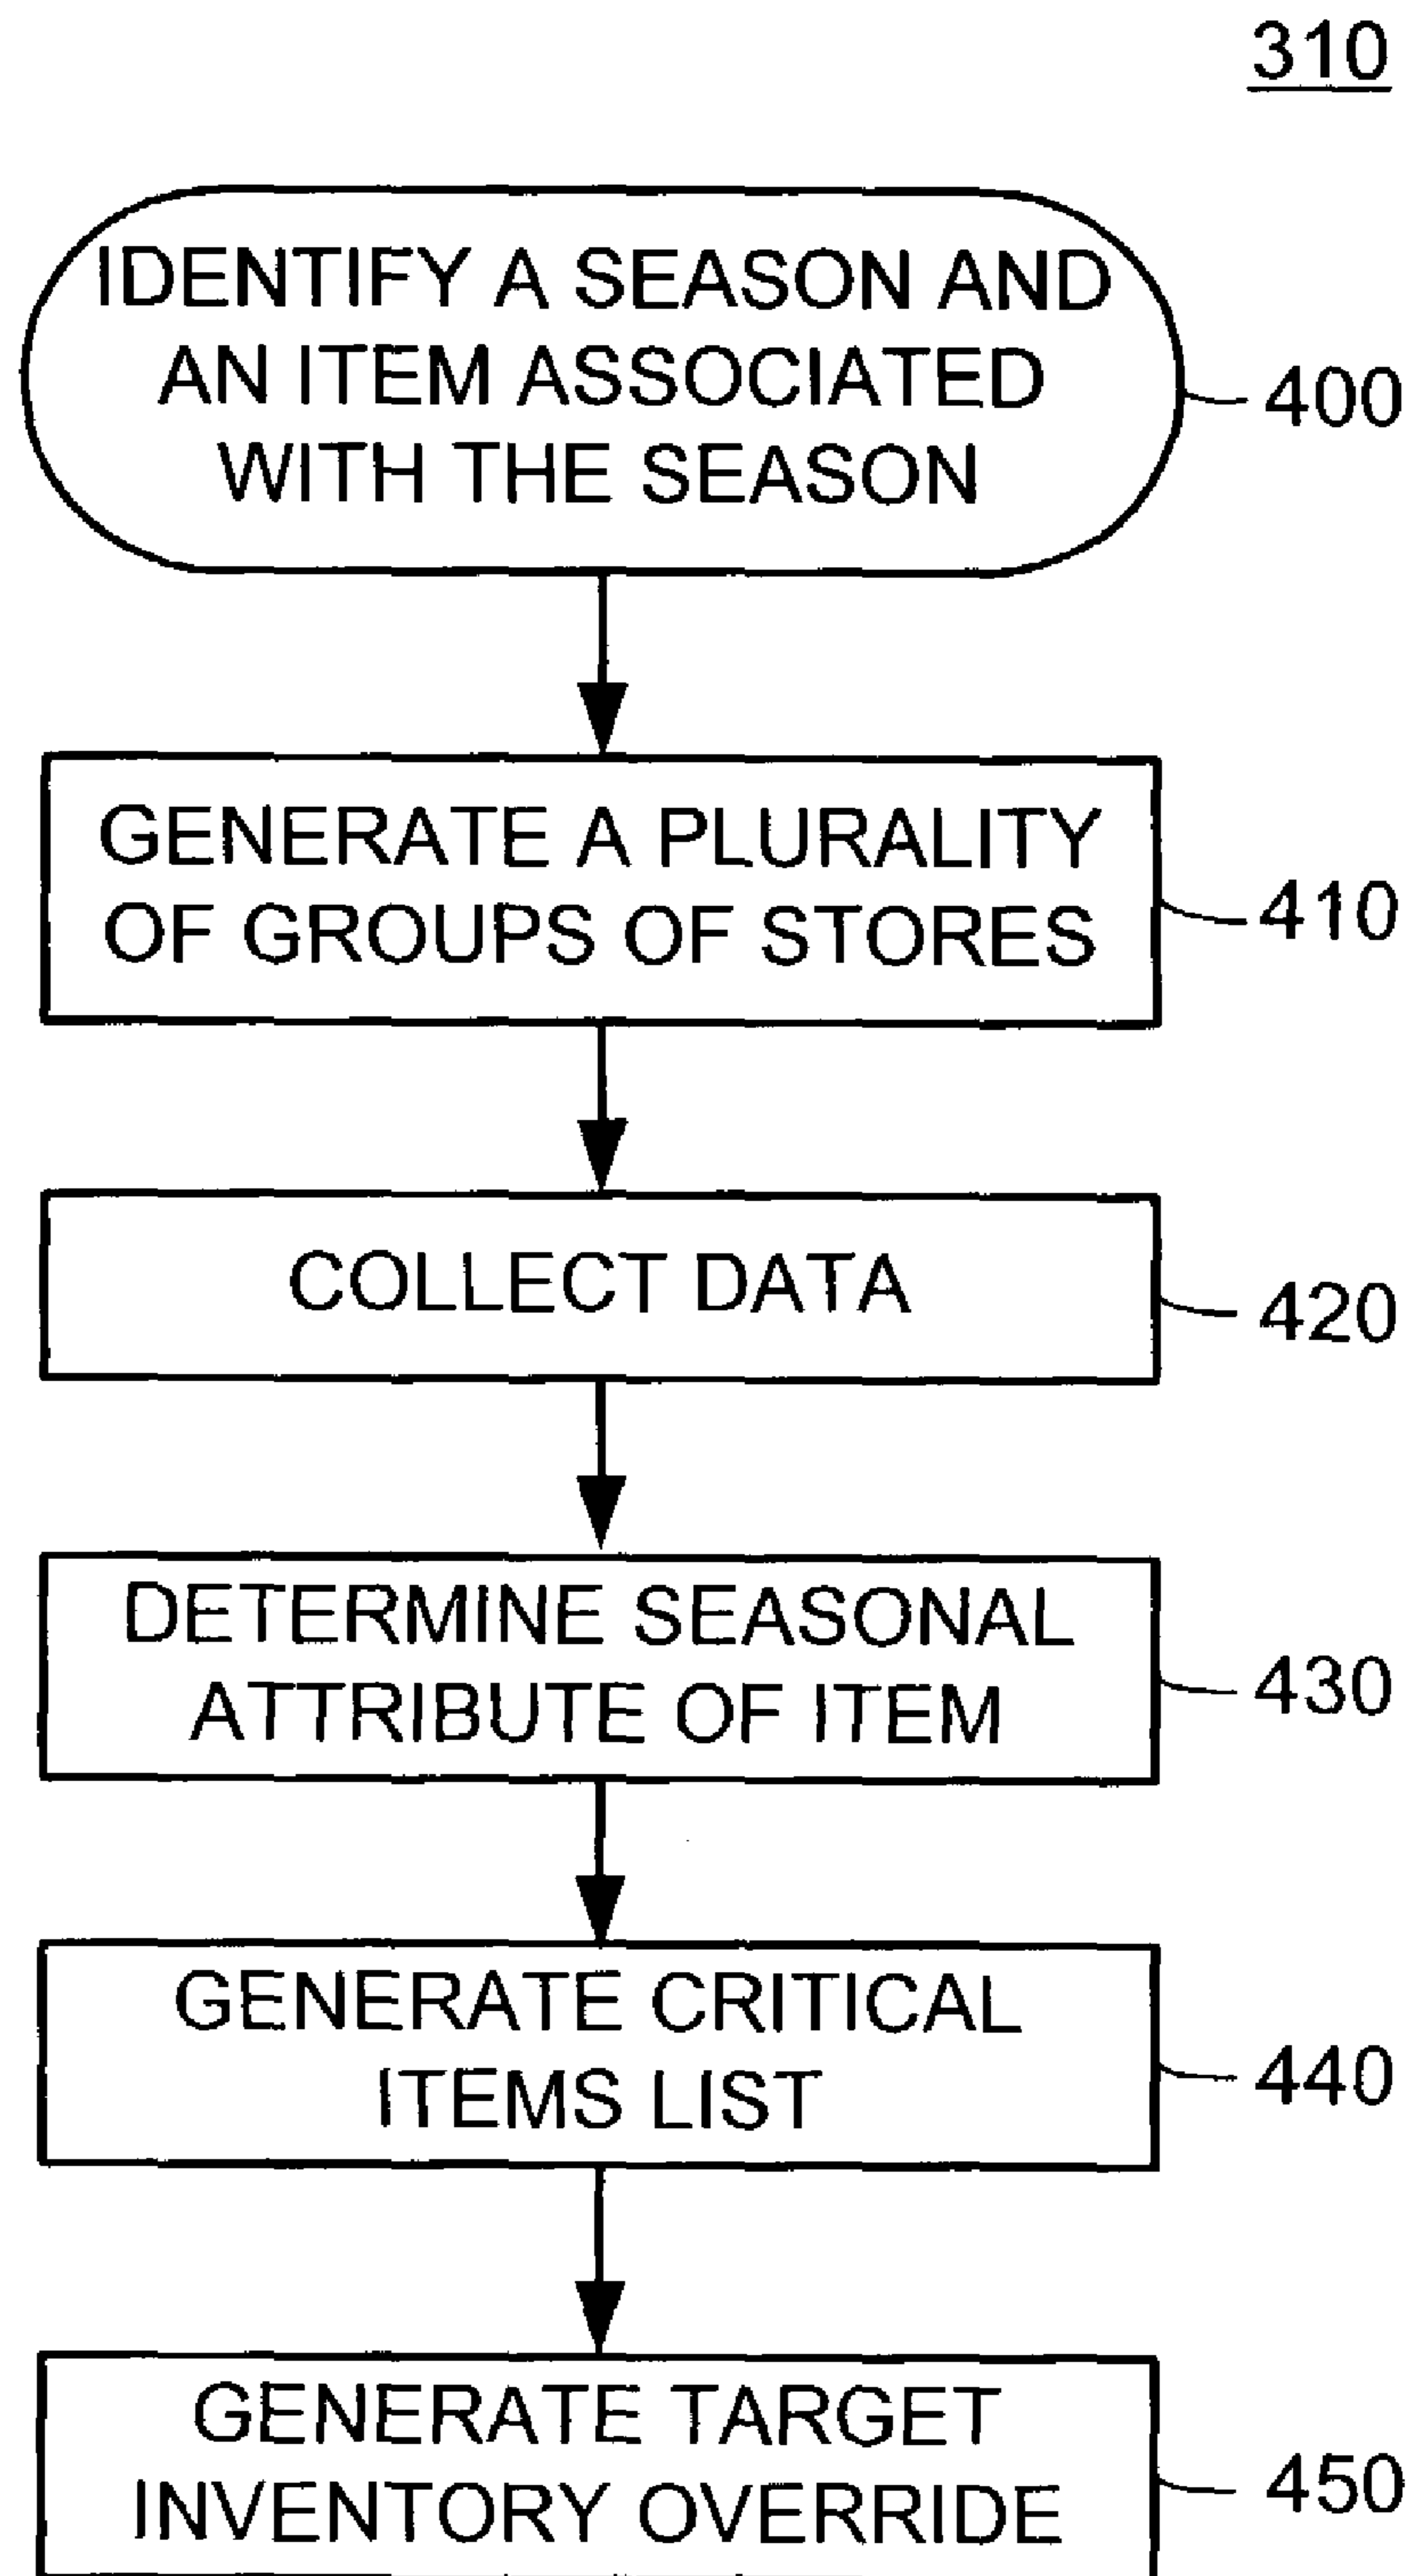 310
IDENTIFY A SEASON AND
AN ITEM ASSOCIATED
WITH THE SEASON
400
GENERATE A PLURALITY
OF GROUPS OF STORES
410
COLLECT DATA
420
DETERMINE SEASONAL
ATTRIBUTE OF ITEM
430
GENERATE CRITICAL
ITEMS LIST
440
GENERATE TARGET
INVENTORY OVERRIDE
450